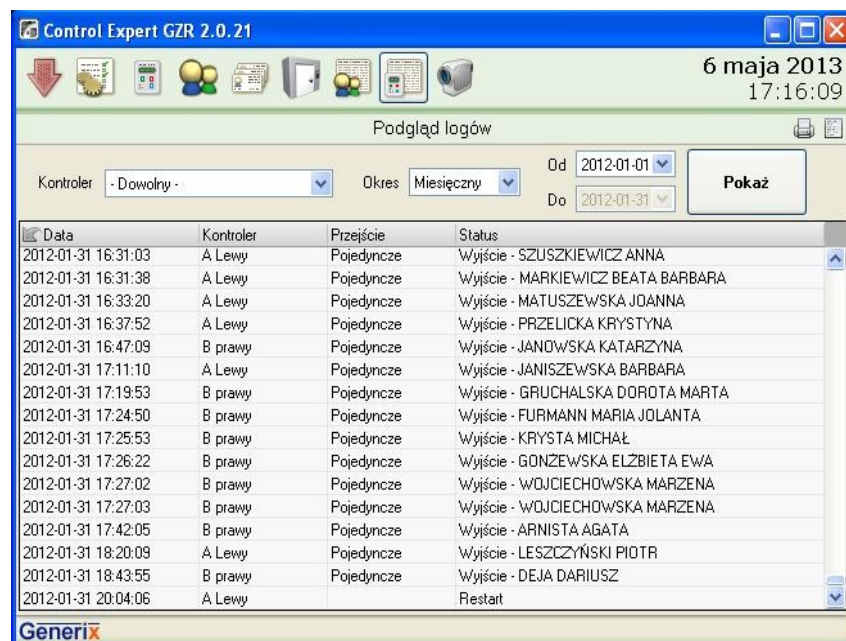 Control Expert GZR 2.0.21
6 maja 2013
17:16:09
Podgląd logów
Kontroler - Dowolny - Okres Miesięczny Od 2012-01-01 Do 2012-01-31 Pokaż
Data Kontroler Przejście Status
2012-01-31 16:31:03 A Lewy Pojedyncze Wyjście - SZUSZKIEWICZ ANNA
2012-01-31 16:31:38 A Lewy Pojedyncze Wyjście - MARKIEWICZ BEATA BARBARA
2012-01-31 16:33:20 A Lewy Pojedyncze Wyjście - MATUSZEWSKA JOANNA
2012-01-31 16:37:52 A Lewy Pojedyncze Wyjście - PRZELICKA KRYSTYNA
2012-01-31 16:47:09 B prawy Pojedyncze Wyjście - JANOWSKA KATARZYNA
2012-01-31 17:11:10 A Lewy Pojedyncze Wyjście - JANISZEWSKA BARBARA
2012-01-31 17:19:53 B prawy Pojedyncze Wyjście - GRUCHALSKA DOROTA MARTA
2012-01-31 17:24:50 B prawy Pojedyncze Wyjście - FURMANN MARIA JOLANTA
2012-01-31 17:25:53 B prawy Pojedyncze Wyjście - KRYSTA MICHAŁ
2012-01-31 17:26:22 B prawy Pojedyncze Wyjście - GONŻEWSKA ELŻBIETA EWA
2012-01-31 17:27:02 B prawy Pojedyncze Wyjście - WOJCIECHOWSKA MARZENA
2012-01-31 17:27:03 B prawy Pojedyncze Wyjście - WOJCIECHOWSKA MARZENA
2012-01-31 17:42:05 B prawy Pojedyncze Wyjście - ARNISTA AGATA
2012-01-31 18:20:09 A Lewy Pojedyncze Wyjście - LESZCZYŃSKI PIOTR
2012-01-31 18:43:55 B prawy Pojedyncze Wyjście - DEJA DARIUSZ
2012-01-31 20:04:06 A Lewy Restart
Generix